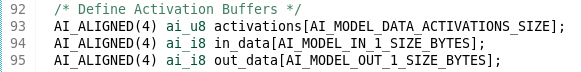 92 /* Define Activation Buffers */
93 AI_ALIGNED(4) ai_u8 activations[AI_MODEL_DATA_ACTIVATIONS_SIZE];
94 AI_ALIGNED(4) ai_i8 in_data[AI_MODEL_IN_1_SIZE_BYTES];
95 AI_ALIGNED(4) ai_i8 out_data[AI_MODEL_OUT_1_SIZE_BYTES];